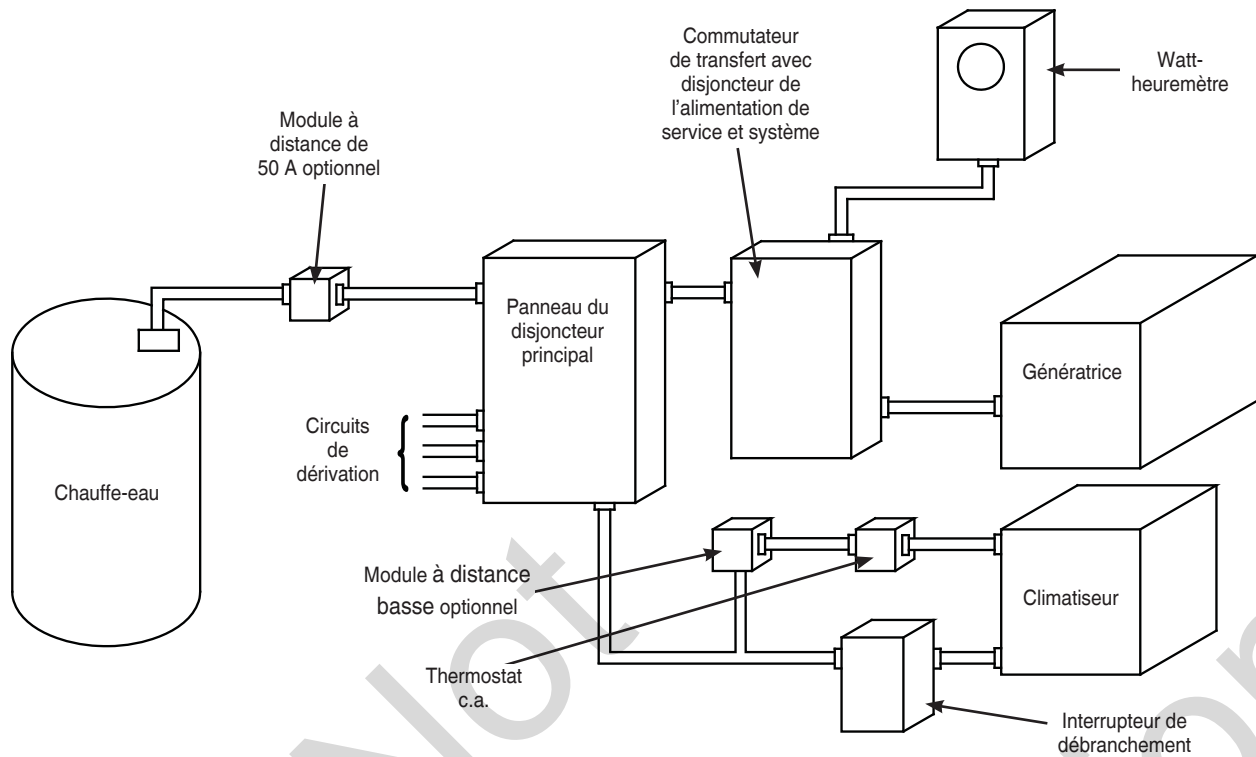 Commutateur
de transfert avec
disjoncteur de
l'alimentation de
service et système
Watt-
heuremètre
Module à
distance de
50 A optionnel
Panneau du
disjoncteur
principal
Génératrice
Circuits
de
dérivation
Chauffe-eau
Module à distance
basse optionnel
Climatiseur
Thermostat
c.a.
Interrupteur de
débranchement
Not